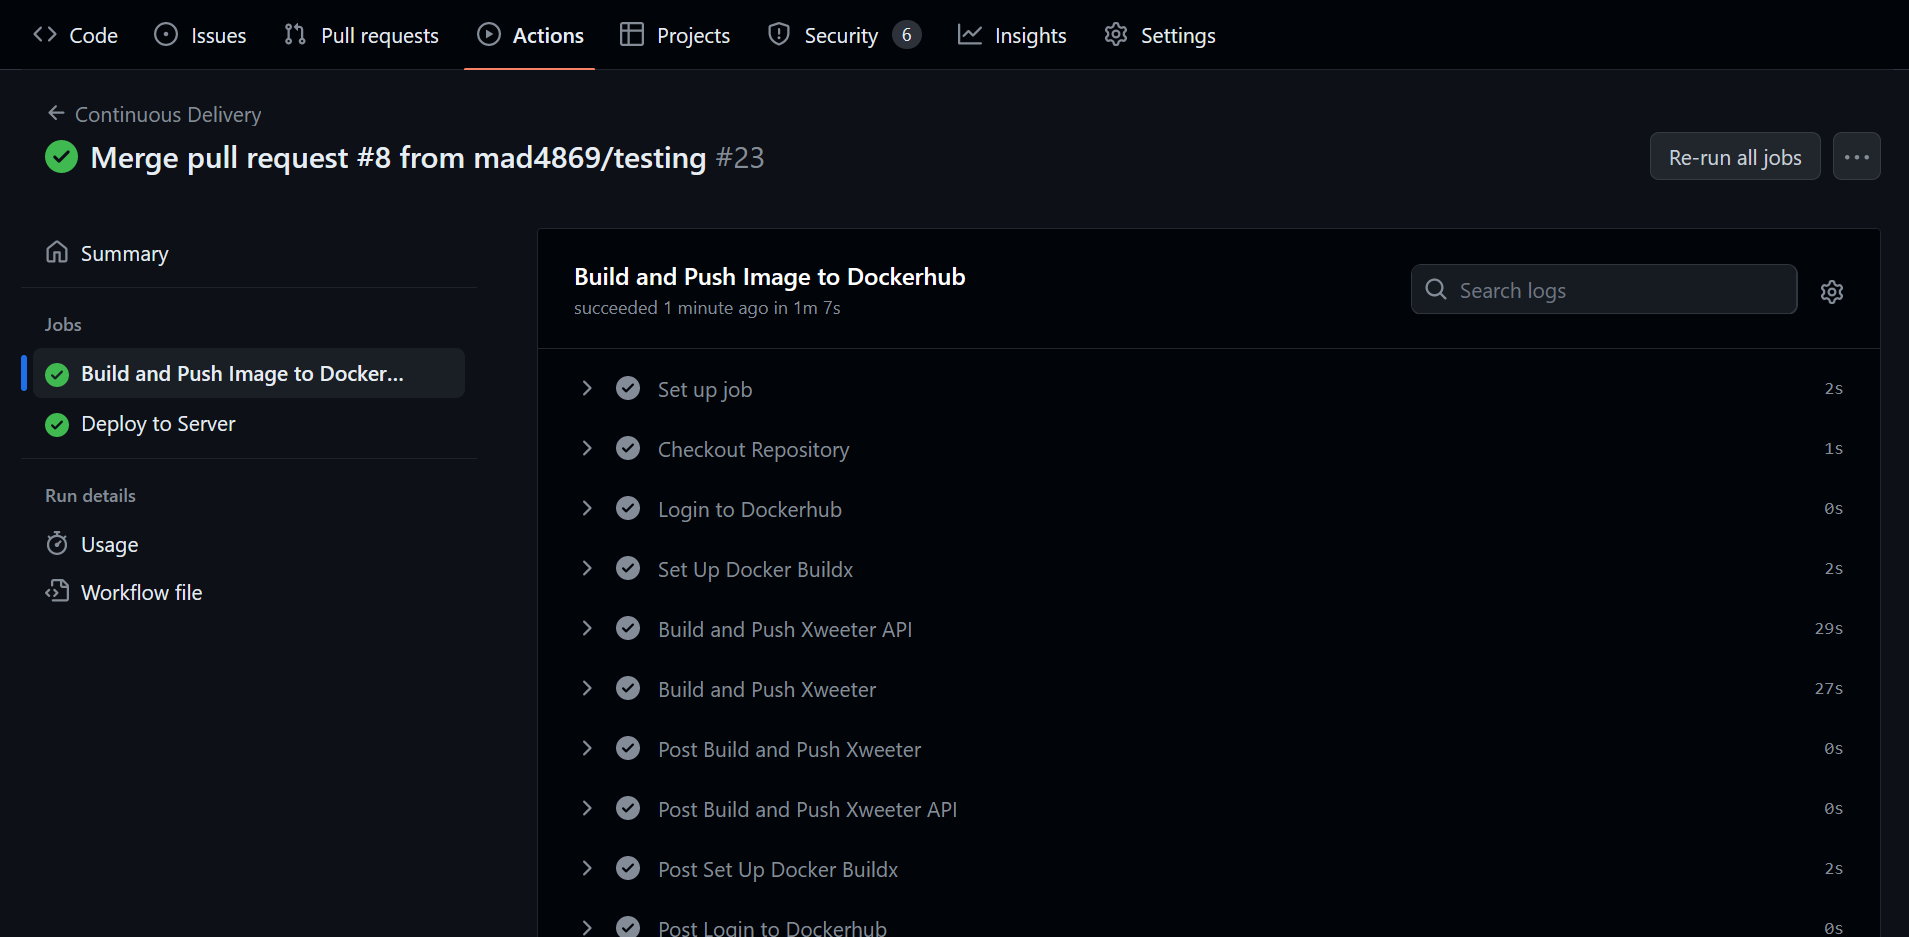 Code Issues Pull requests Actions Projects Security 6 Insights Settings
Continuous Delivery
Merge pull request #8 from mad4869/testing #23
Re-run all jobs
Summary
Jobs
Build and Push Image to Docker...
Deploy to Server
Run details
Usage
Workflow file
Build and Push Image to Dockerhub
succeeded 1 minute ago in 1m 7s
Search logs
Set up job 2s
Checkout Repository 1s
Login to Dockerhub 0s
Set Up Docker Buildx 2s
Build and Push Xweeter API 29s
Build and Push Xweeter 27s
Post Build and Push Xweeter 0s
Post Build and Push Xweeter API 0s
Post Set Up Docker Buildx 2s
Post Login to Dockerhub 0s